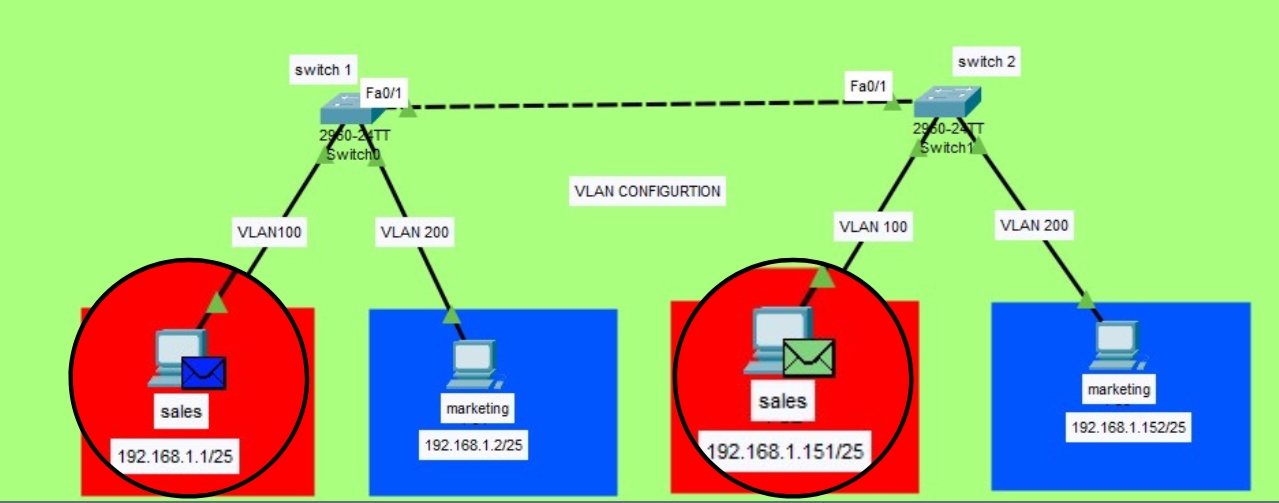 switch 1
Fa0/1
2960-24TT
Switch0
Fa0/1
switch 2
2960-24TT
Switch1
VLAN CONFIGURTION
VLAN100
VLAN 200
VLAN 100
VLAN 200
sales
192.168.1.1/25
marketing
192.168.1.2/25
sales
192.168.1.151/25
marketing
192.168.1.152/25